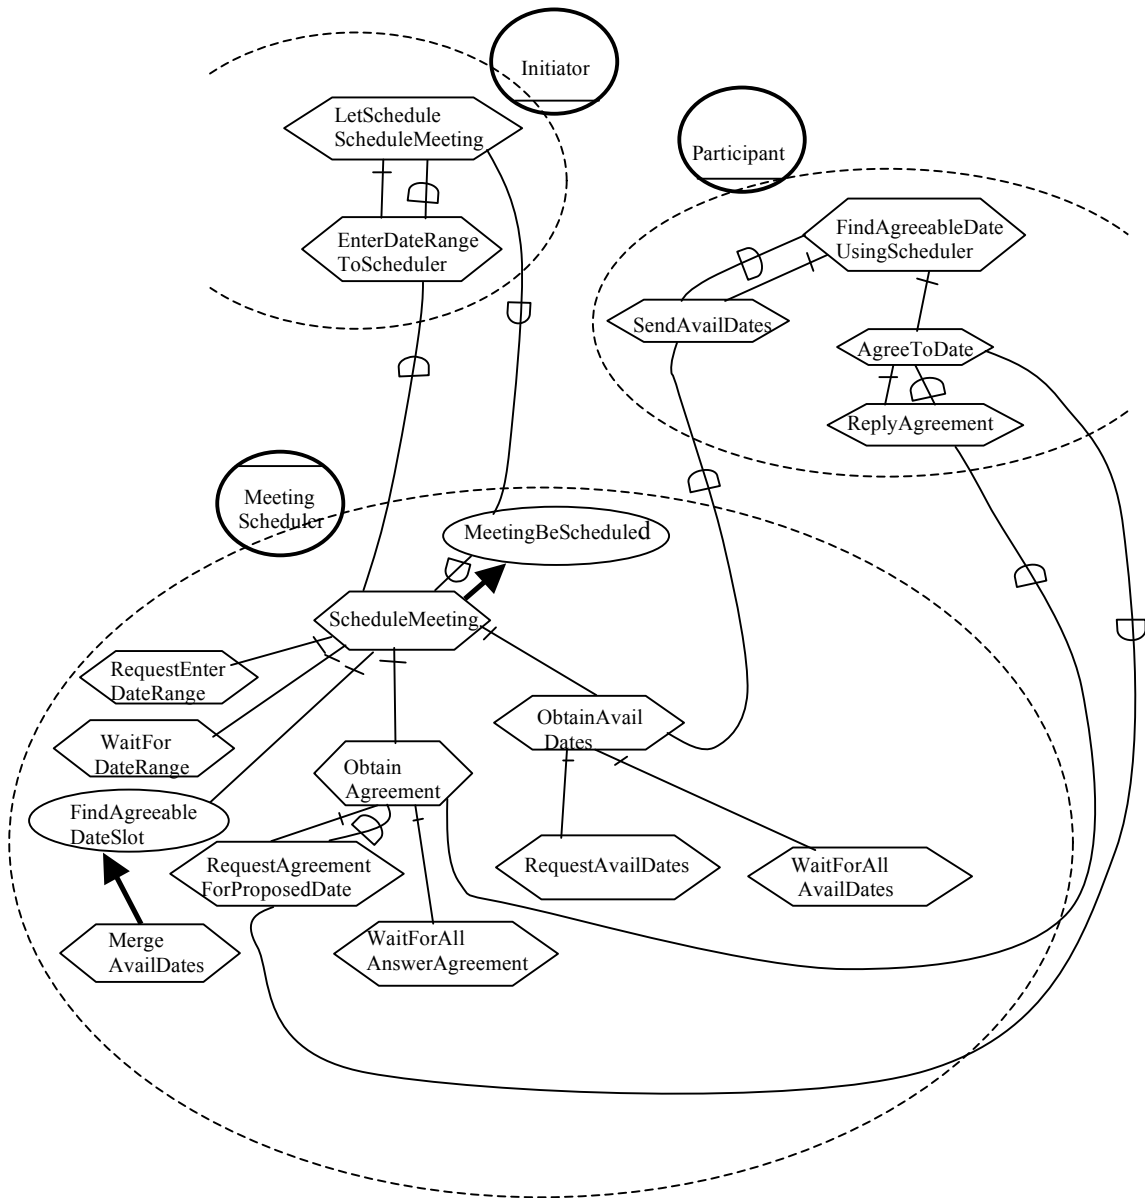 Initiator
LetSchedule
ScheduleMeeting
Participant
EnterDateRange
ToScheduler
FindAgreeableDate
UsingScheduler
SendAvailDates
AgreeToDate
ReplyAgreement
Meeting
Scheduler
MeetingBeScheduled
ScheduleMeeting
RequestEnter
DateRange
WaitFor
DateRange
ObtainAvail
Dates
Obtain
Agreement
FindAgreeable
DateSlot
RequestAgreement
ForProposedDate
RequestAvailDates
WaitForAll
AvailDates
Merge
AvailDates
WaitForAll
AnswerAgreement